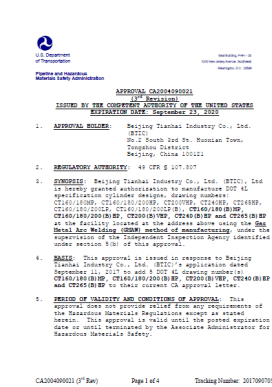 U.S. Department
of Transportation
Pipeline and Hazardous
Materials Safety Administration
Washington, D.C. 20590
APPROVAL CA2004090021
(3rd Revision)
ISSUED BY THE COMPETENT AUTHORITY OF THE UNITED STATES
EXPIRATION DATE: September 23, 2020
1. APPROVAL HOLDER: Beijing Tianhai Industry Co., Ltd.
(BTIC)
No.2 South 3rd St. Huonian Town,
Tongzhou District
Beijing, China 100121
2. REGULATORY AUTHORITY: 49 CFR § 107.807
3. SYNOPSIS: Beijing Tianhai Industry Co., Ltd. (BTIC), Ltd
is hereby granted authorization to manufacture DOT 4L
specification cylinder designs, drawing numbers:
CT160/180MP, CT160/180/200HP, CT200VHP, CT240HP, CT265HP,
CT160/180/200LP, CT160/180/200LP(B), CT160/180(B)MP,
CT160/180/200(B)HP, CT200(B)VHP, CT240(B)HP and CT265(B)HP
at the facility located at the address above using the Gas
Metal Arc Welding (GMAW) method of manufacturing, under the
supervision of the Independent Inspection Agency identified
under section 5(b) of this approval.
4. BASIS: This approval is issued in response to Beijing
Tianhai Industry Co., Ltd. (BTIC)'s application dated
September 11, 2017 to add 5 DOT 4L drawing number(s)
CT160(B)MP, CT160/180/200(B)HP, CT200(B)VHP, CT240(B)HP
and CT265(B)HP to their current CA approval letter.
5. PERIOD OF VALIDITY AND CONDITIONS OF APPROVAL: This
approval does not provide relief from any requirements of
the Hazardous Materials Regulations except as stated
herein. This approval is valid until the posted expiration
date or until terminated by the Associate Administrator for
Hazardous Materials Safety.
CA2004090021 (3rd Rev) Page 1 of 4 Tracking Number: 201709070